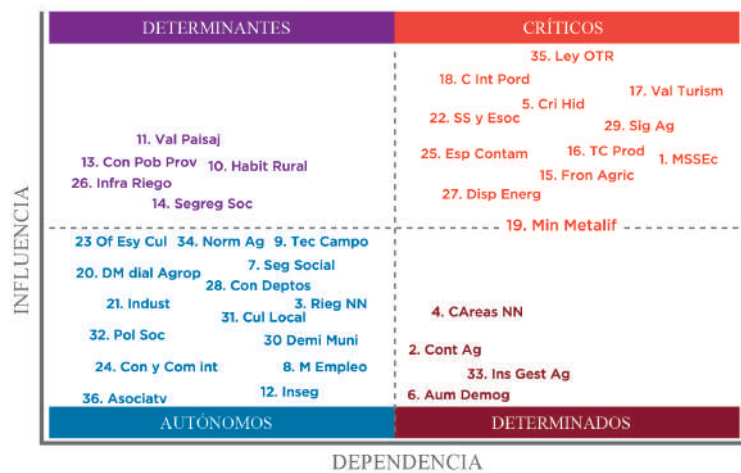 DETERMINANTES
CRÍTICOS
35. Ley OTR
18. C Int Pord
17. Val Turism
5. Cri Hid
22. SS y Esoc
29. Sig Ag
11. Val Paisaj
13. Con Pob Prov
10. Habit Rural
25. Esp Contam
16. TC Prod
1. MSSEc
26. Infra Riego
15. Fron Agric
14. Segreg Soc
27. Disp Energ
19. Min Metalif
23 Of Esy Cul
34. Norm Ag
9. Tec Campo
20. DM dial Agrop
7. Seg Social
28. Con Deptos
21. Indust
3. Rieg NN
31. Cul Local
4. CAreas NN
32. Pol Soc
30 Demi Muni
2. Cont Ag
24. Con y Com int
8. M Empleo
33. Ins Gest Ag
36. Asociatv
12. Inseg
6. Aum Demog
AUTÓNOMOS
DETERMINADOS
INFLUENCIA
DEPENDENCIA